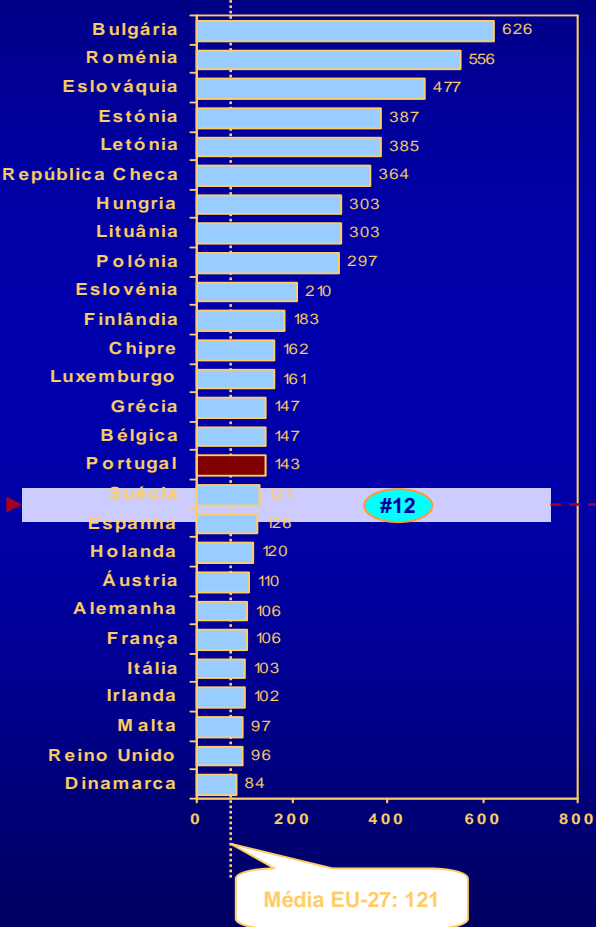 Bulgária 626
Roménia 556
Eslováquia 477
Estónia 387
Letónia 385
República Checa 364
Hungria 303
Lituânia 303
Polónia 297
Eslovénia 210
Finlândia 183
Chipre 162
Luxemburgo 161
Grécia 147
Bélgica 147
Portugal 143
Suécia #12
Espanha 126
Holanda 120
Áustria 110
Alemanha 106
França 106
Itália 103
Irlanda 102
Malta 97
Reino Unido 96
Dinamarca 84
0 200 400 600 800
Média EU-27: 121